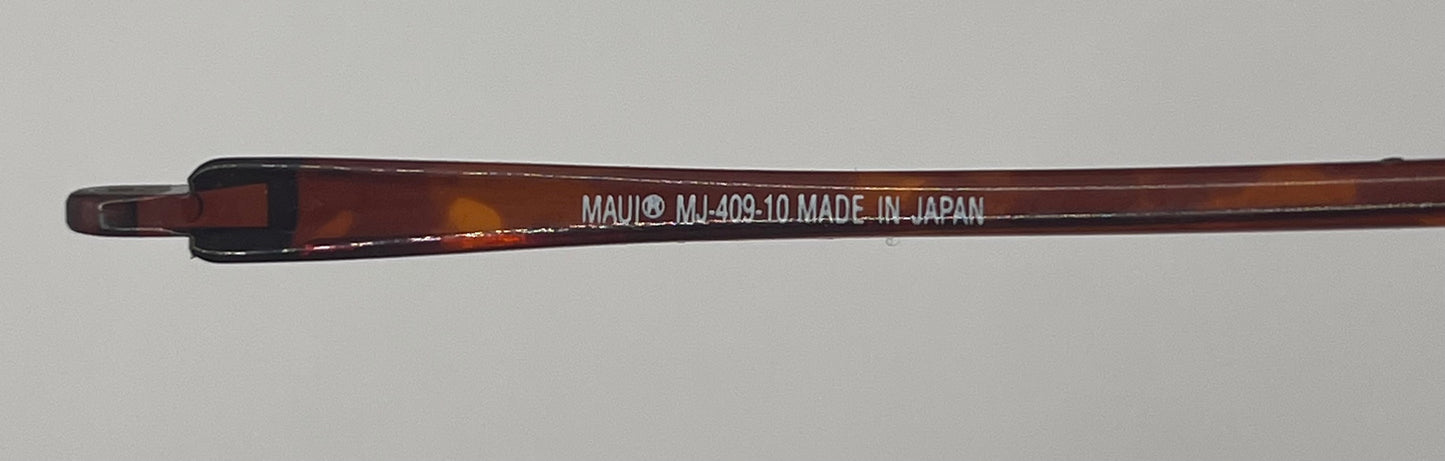 MAUI® MJ-409-10 MADE IN JAPAN